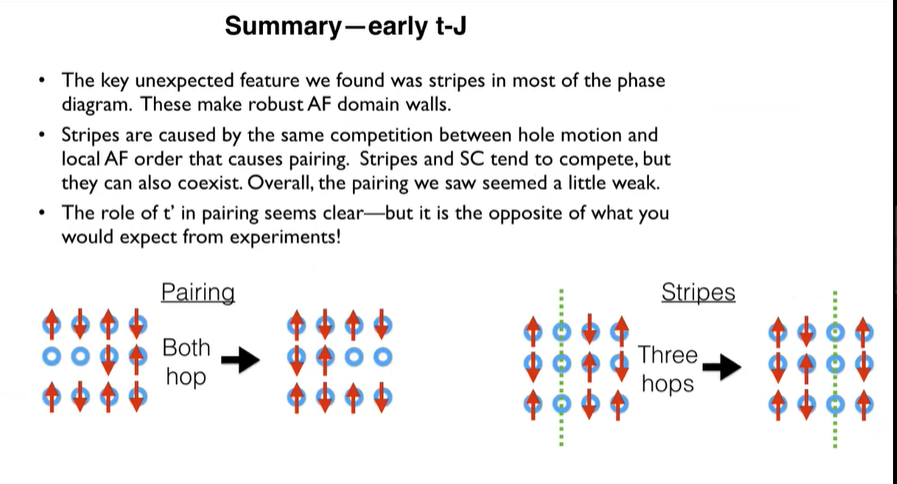 Summary—early t-J
• The key unexpected feature we found was stripes in most of the phase
diagram. These make robust AF domain walls.
• Stripes are caused by the same competition between hole motion and
local AF order that causes pairing. Stripes and SC tend to compete, but
they can also coexist. Overall, the pairing we saw seemed a little weak.
• The role of t’ in pairing seems clear—but it is the opposite of what you
would expect from experiments!
Pairing
Both
hop
Stripes
Three
hops